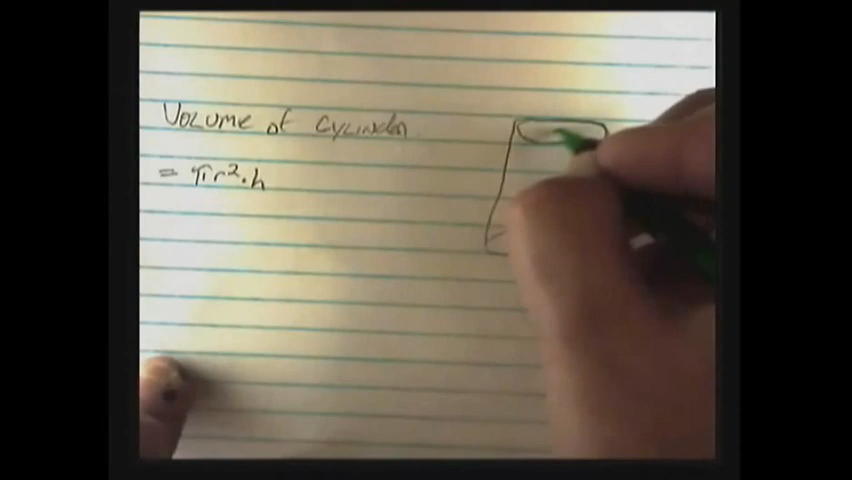 Volume of cylinder
= πr²·h